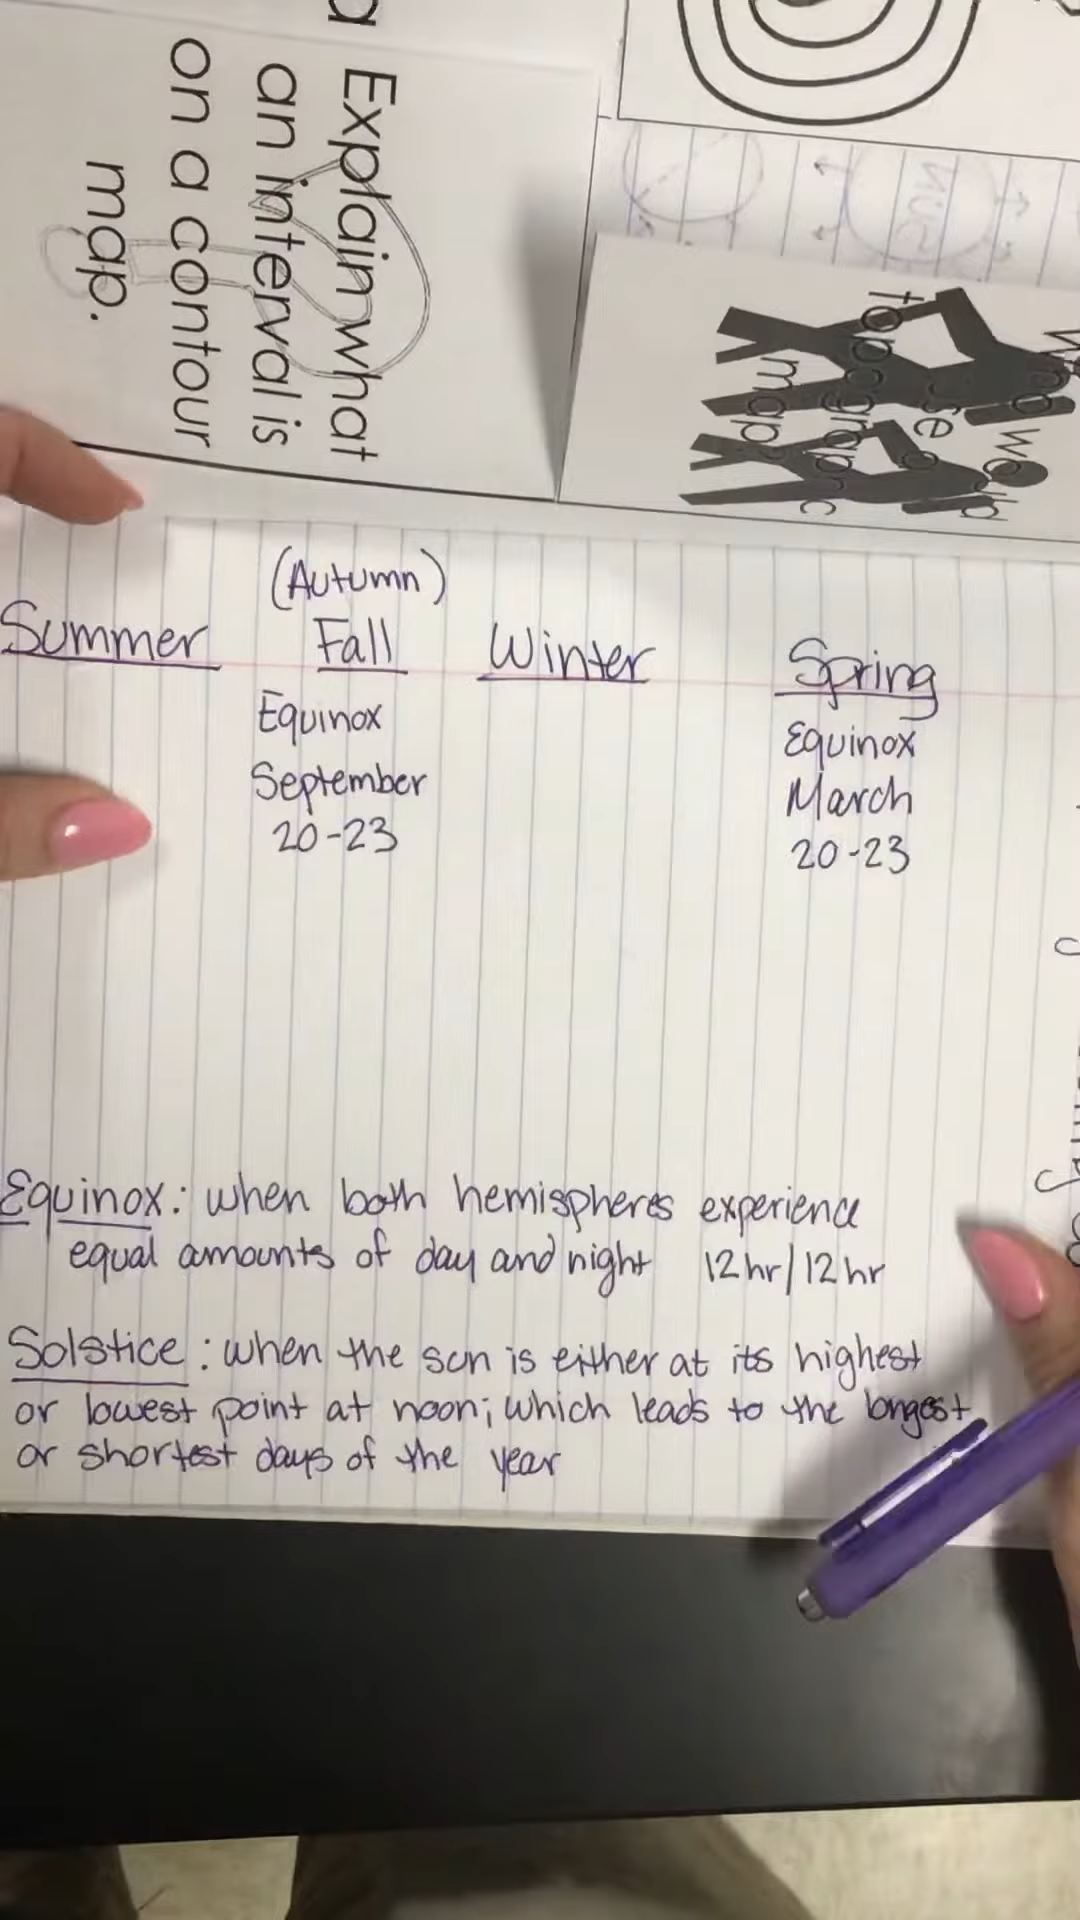 Explain what
an interval is
on a contour
map.
topographic
map
(Autumn)
Summer Fall Winter Spring
Equinox Equinox
September March
20-23 20-23
Equinox: when both hemispheres experience
equal amounts of day and night 12hr/12hr
Solstice: when the sun is either at its highest
or lowest point at noon; which leads to the longest
or shortest days of the year